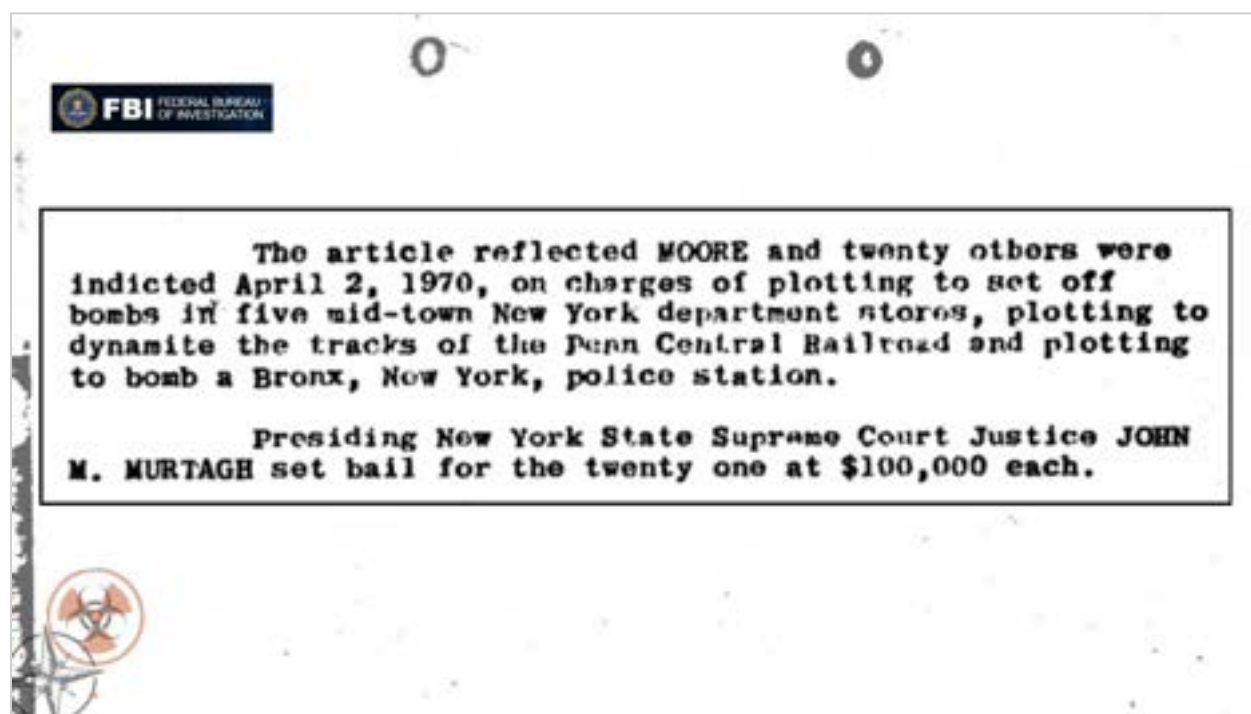 FBI FEDERAL BUREAU
OF INVESTIGATION
The article reflected MOORE and twenty others were
indicted April 2, 1970, on charges of plotting to set off
bombs in five mid-town New York department stores, plotting to
dynamite the tracks of the Penn Central Railroad and plotting
to bomb a Bronx, New York, police station.
Presiding New York State Supreme Court Justice JOHN
M. MURTAGH set bail for the twenty one at $100,000 each.